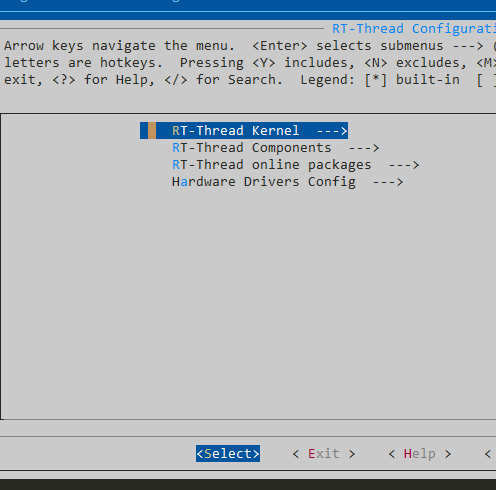 RT-Thread Configurati
Arrow keys navigate the menu.  <Enter> selects submenus ---> (
letters are hotkeys.  Pressing <Y> includes, <N> excludes, <M>
exit, <?> for Help, </> for Search.  Legend: [*] built-in  [ ]
RT-Thread Kernel  --->
RT-Thread Components  --->
RT-Thread online packages  --->
Hardware Drivers Config  --->
<Select>    < Exit >    < Help >    <